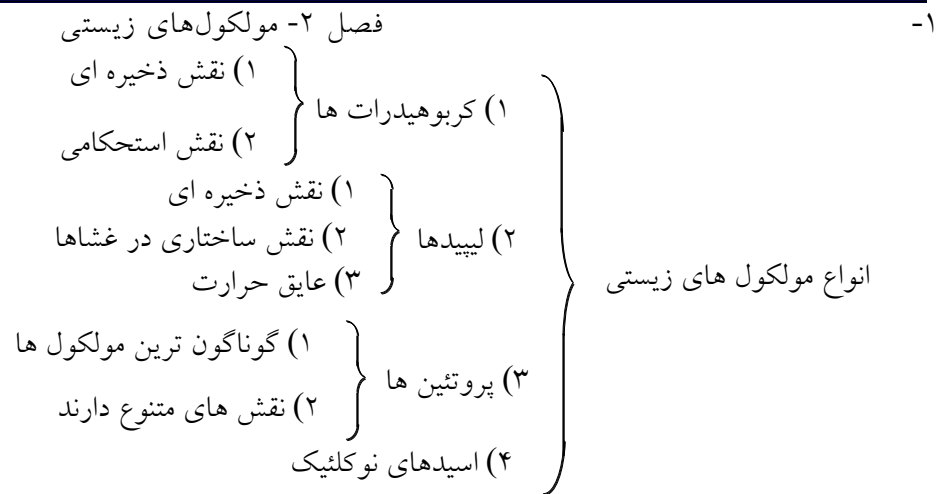 ۱-
فصل ۲- مولکول‌های زیستی
انواع مولکول های زیستی
۱) کربوهیدرات ها
۱) نقش ذخیره ای
۲) نقش استحکامی
۲) لیپیدها
۱) نقش ذخیره ای
۲) نقش ساختاری در غشاها
۳) عایق حرارت
۳) پروتئین ها
۱) گوناگون ترین مولکول ها
۲) نقش های متنوع دارند
۴) اسیدهای نوکلئیک